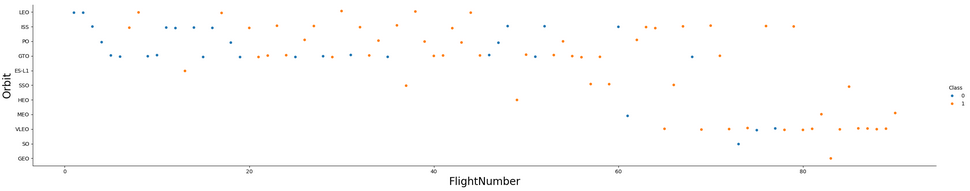 LEO
ISS
PO
GTO
ES-L1
SSO
HEO
MEO
VLEO
SO
GEO
Orbit
0
20
40
60
80
FlightNumber
Class
0
1